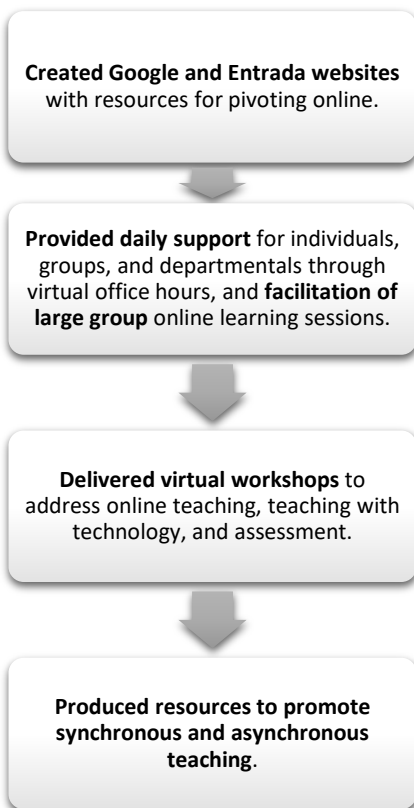 Created Google and Entrada websites
with resources for pivoting online.
Provided daily support for individuals,
groups, and departmentals through
virtual office hours, and facilitation of
large group online learning sessions.
Delivered virtual workshops to
address online teaching, teaching with
technology, and assessment.
Produced resources to promote
synchronous and asynchronous
teaching.